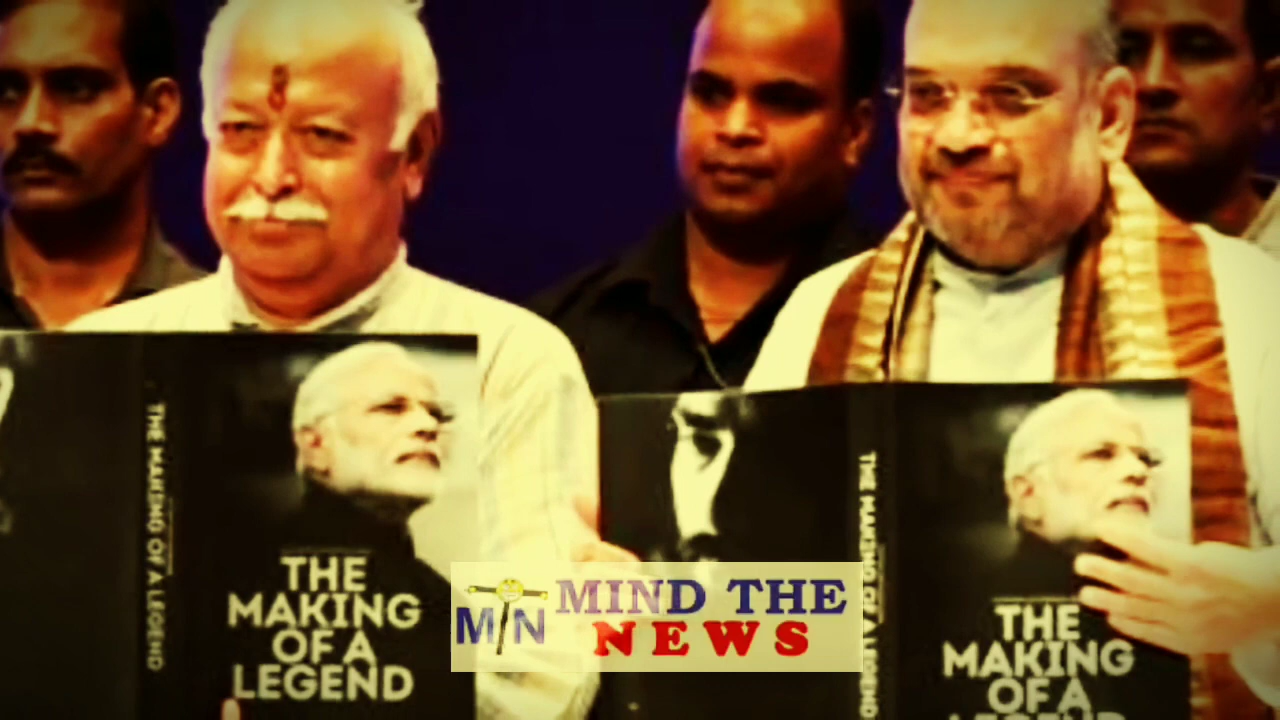 THE MAKING OF A LEGEND
THE
MAKING
OF A
LEGEND
THE MAKING OF A LEGEND
THE
MAKING
OF A
LEGEND
MTN
MIND THE
NEWS